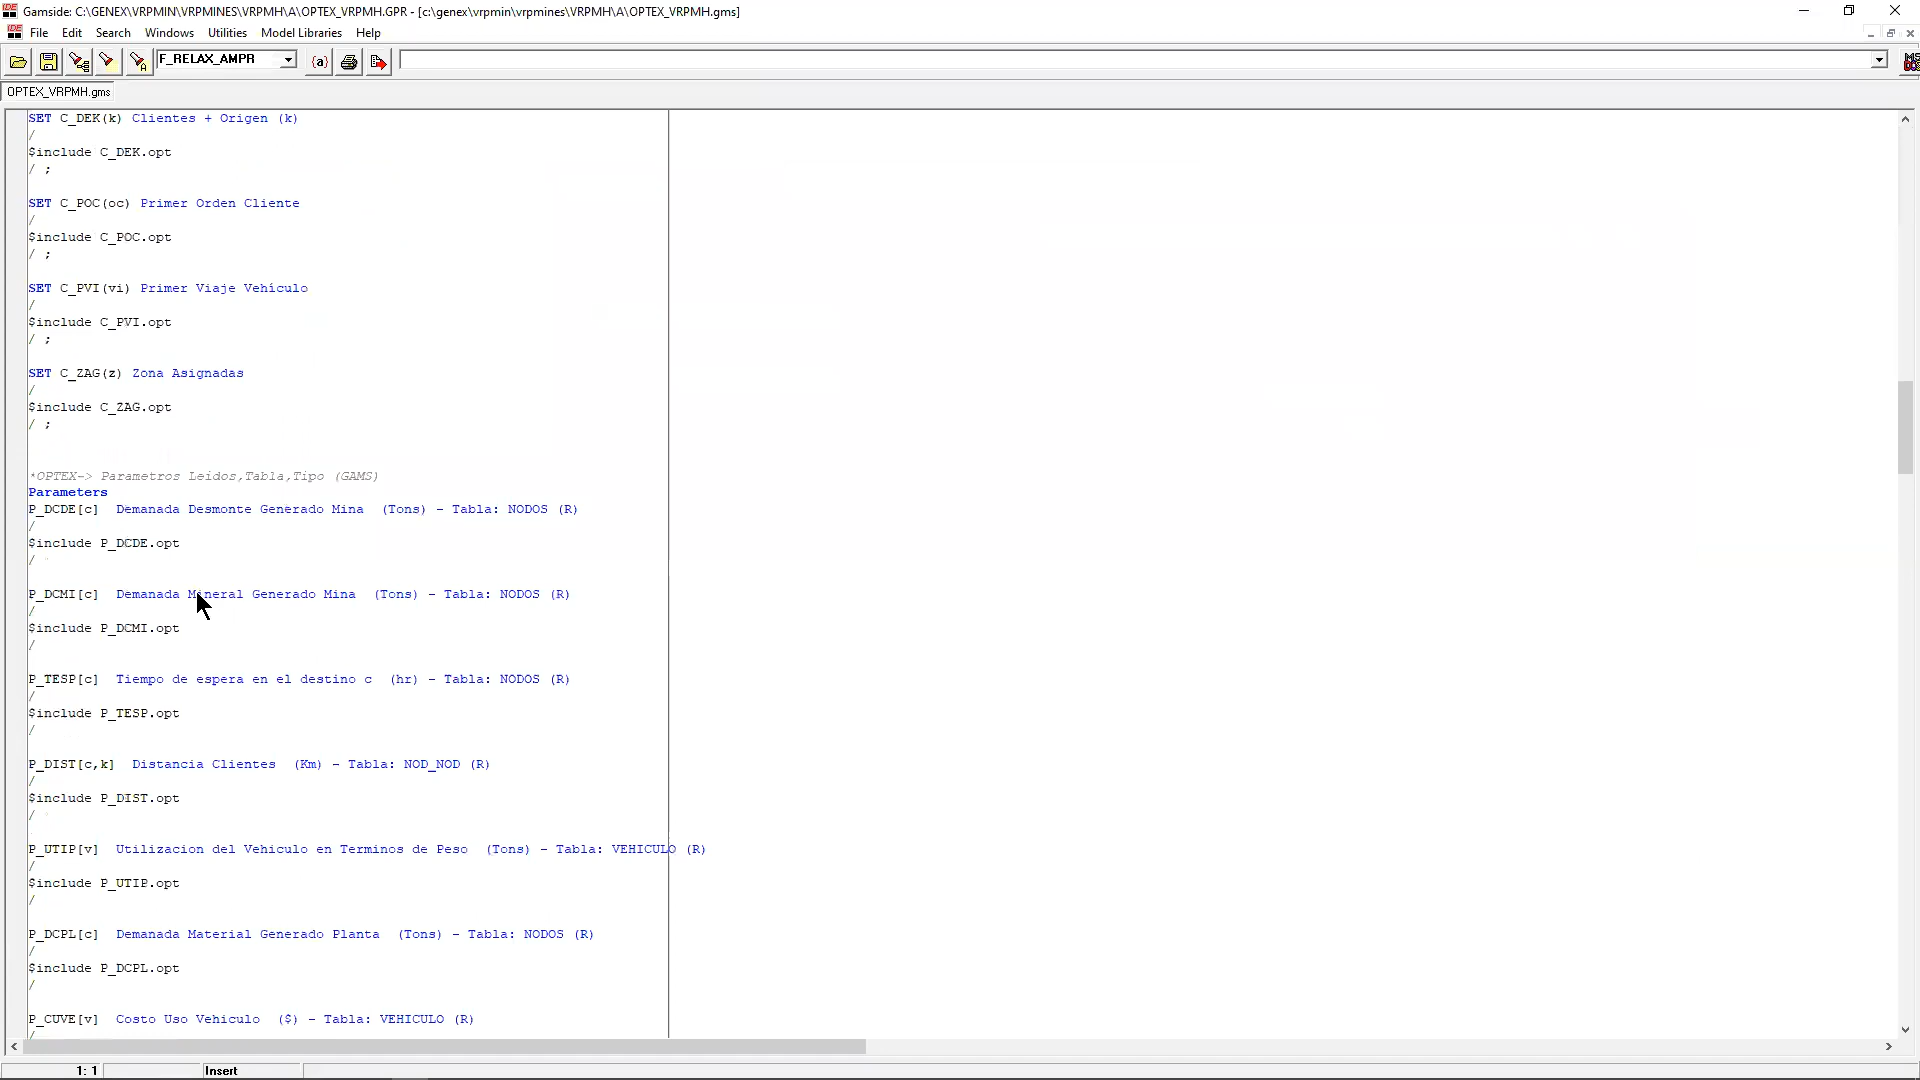 Gamside: C:\GENEX\VRPMIN\VRPMINES\VRPMH\A\OPTEX_VRPMH.GPR - [c:\genex\vrpmin\vrpmines\VRPMH\A\OPTEX_VRPMH.gms]
IDE File Edit Search Windows Utilities Model Libraries Help
F_RELAX_AMPR {a}
OPTEX_VRPMH.gms
SET C_DEK(k) Clientes + Origen (k)
/
$include C_DEK.opt
/ ;
SET C_POC(oc) Primer Orden Cliente
/
$include C_POC.opt
/ ;
SET C_PVI(vi) Primer Viaje Vehículo
/
$include C_PVI.opt
/ ;
SET C_ZAG(z) Zona Asignadas
/
$include C_ZAG.opt
/ ;
*OPTEX-> Parametros Leidos,Tabla,Tipo (GAMS)
Parameters
P_DCDE[c] Demanada Desmonte Generado Mina (Tons) - Tabla: NODOS (R)
/
$include P_DCDE.opt
/
P_DCMI[c] Demanada Mineral Generado Mina (Tons) - Tabla: NODOS (R)
/
$include P_DCMI.opt
/
P_TESP[c] Tiempo de espera en el destino c (hr) - Tabla: NODOS (R)
/
$include P_TESP.opt
/
P_DIST[c,k] Distancia Clientes (Km) - Tabla: NOD_NOD (R)
/
$include P_DIST.opt
/
P_UTIP[v] Utilizacion del Vehiculo en Terminos de Peso (Tons) - Tabla: VEHICULO (R)
/
$include P_UTIP.opt
/
P_DCPL[c] Demanada Material Generado Planta (Tons) - Tabla: NODOS (R)
/
$include P_DCPL.opt
/
P_CUVE[v] Costo Uso Vehiculo ($) - Tabla: VEHICULO (R)
/
1: 1 Insert